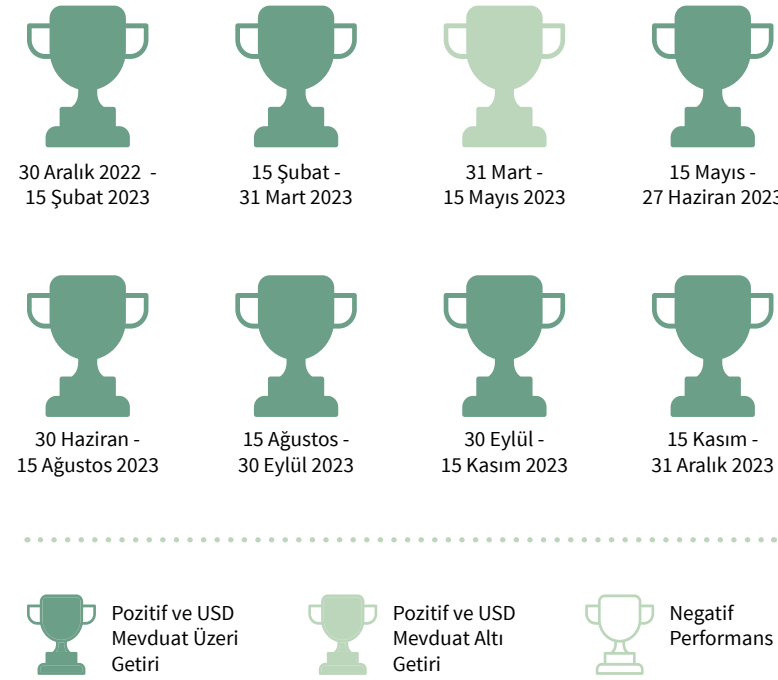 30 Aralık 2022 -
15 Şubat 2023
15 Şubat -
31 Mart 2023
31 Mart -
15 Mayıs 2023
15 Mayıs -
27 Haziran 2023
30 Haziran -
15 Ağustos 2023
15 Ağustos -
30 Eylül 2023
30 Eylül -
15 Kasım 2023
15 Kasım -
31 Aralık 2023
Pozitif ve USD
Mevduat Üzeri
Getiri
Pozitif ve USD
Mevduat Altı
Getiri
Negatif
Performans